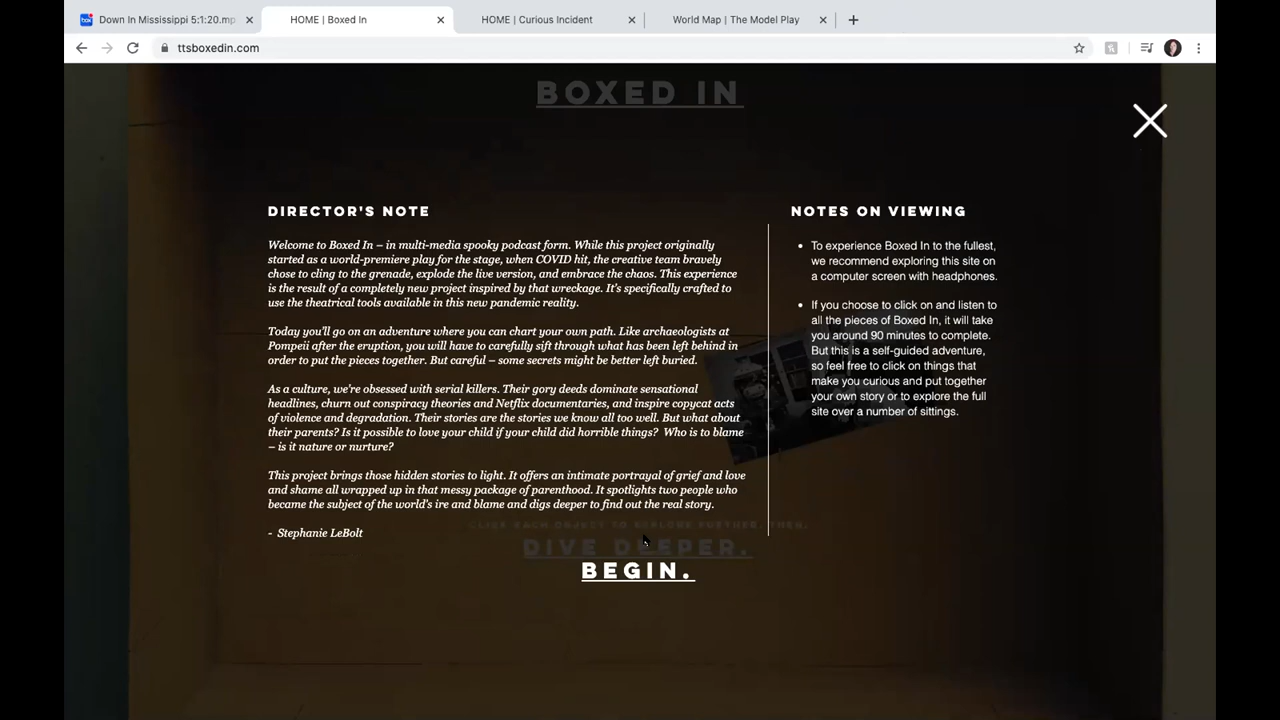 Down In Mississippi 5:1:20.mp
HOME | Boxed In
HOME | Curious Incident
World Map | The Model Play
ttsboxedin.com
BOXED IN
DIRECTOR'S NOTE
Welcome to Boxed In – in multi-media spooky podcast form. While this project originally
started as a world-premiere play for the stage, when COVID hit, the creative team bravely
chose to cling to the grenade, explode the live version, and embrace the chaos. This experience
is the result of a completely new project inspired by that wreckage. It's specifically crafted to
use the theatrical tools available in this new pandemic reality.
Today you'll go on an adventure where you can chart your own path. Like archaeologists at
Pompeii after the eruption, you will have to carefully sift through what has been left behind in
order to put the pieces together. But careful – some secrets might be better left buried.
As a culture, we're obsessed with serial killers. Their gory deeds dominate sensational
headlines, churn out conspiracy theories and Netflix documentaries, and inspire copycat acts
of violence and degradation. Their stories are the stories we know all too well. But what about
their parents? Is it possible to love your child if your child did horrible things?  Who is to blame
– is it nature or nurture?
This project brings those hidden stories to light. It offers an intimate portrayal of grief and love
and shame all wrapped up in that messy package of parenthood. It spotlights two people who
became the subject of the world's ire and blame and digs deeper to find out the real story.
- Stephanie LeBolt
NOTES ON VIEWING
• To experience Boxed In to the fullest,
we recommend exploring this site on
a computer screen with headphones.
• If you choose to click on and listen to
all the pieces of Boxed In, it will take
you around 90 minutes to complete.
But this is a self-guided adventure,
so feel free to click on things that
make you curious and put together
your own story or to explore the full
site over a number of sittings.
CLICK EACH OBJECT TO EXPLORE FURTHER. THEN,
DIVE DEEPER.
BEGIN.